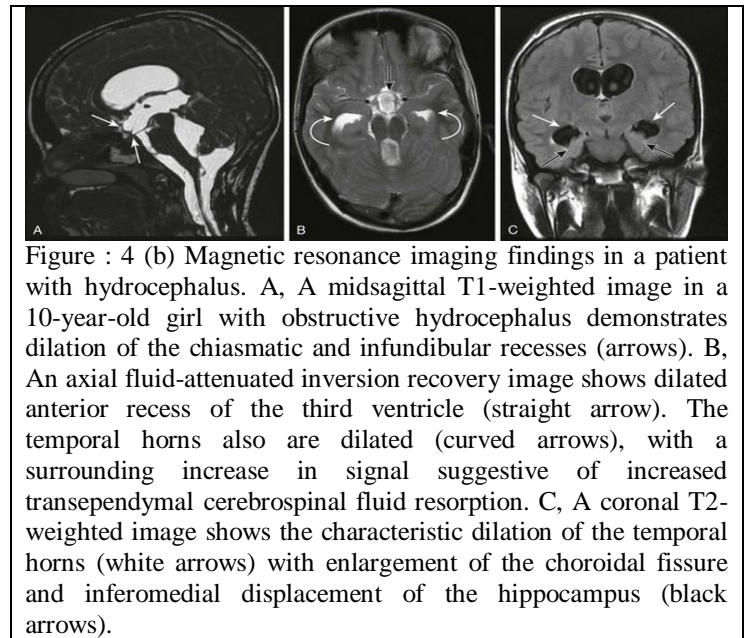 A
B
C
Figure : 4 (b) Magnetic resonance imaging findings in a patient
with hydrocephalus. A, A midsagittal T1-weighted image in a
10-year-old girl with obstructive hydrocephalus demonstrates
dilation of the chiasmatic and infundibular recesses (arrows). B,
An axial fluid-attenuated inversion recovery image shows dilated
anterior recess of the third ventricle (straight arrow). The
temporal horns also are dilated (curved arrows), with a
surrounding increase in signal suggestive of increased
transependymal cerebrospinal fluid resorption. C, A coronal T2-
weighted image shows the characteristic dilation of the temporal
horns (white arrows) with enlargement of the choroidal fissure
and inferomedial displacement of the hippocampus (black
arrows).